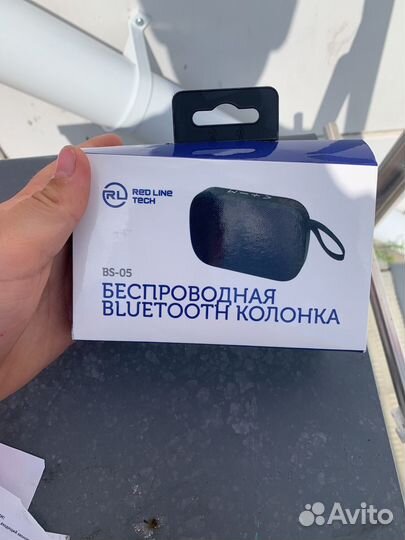 RL RED LINE
TECH
BS-05
БЕСПРОВОДНАЯ
BLUETOOTH КОЛОНКА
Avito